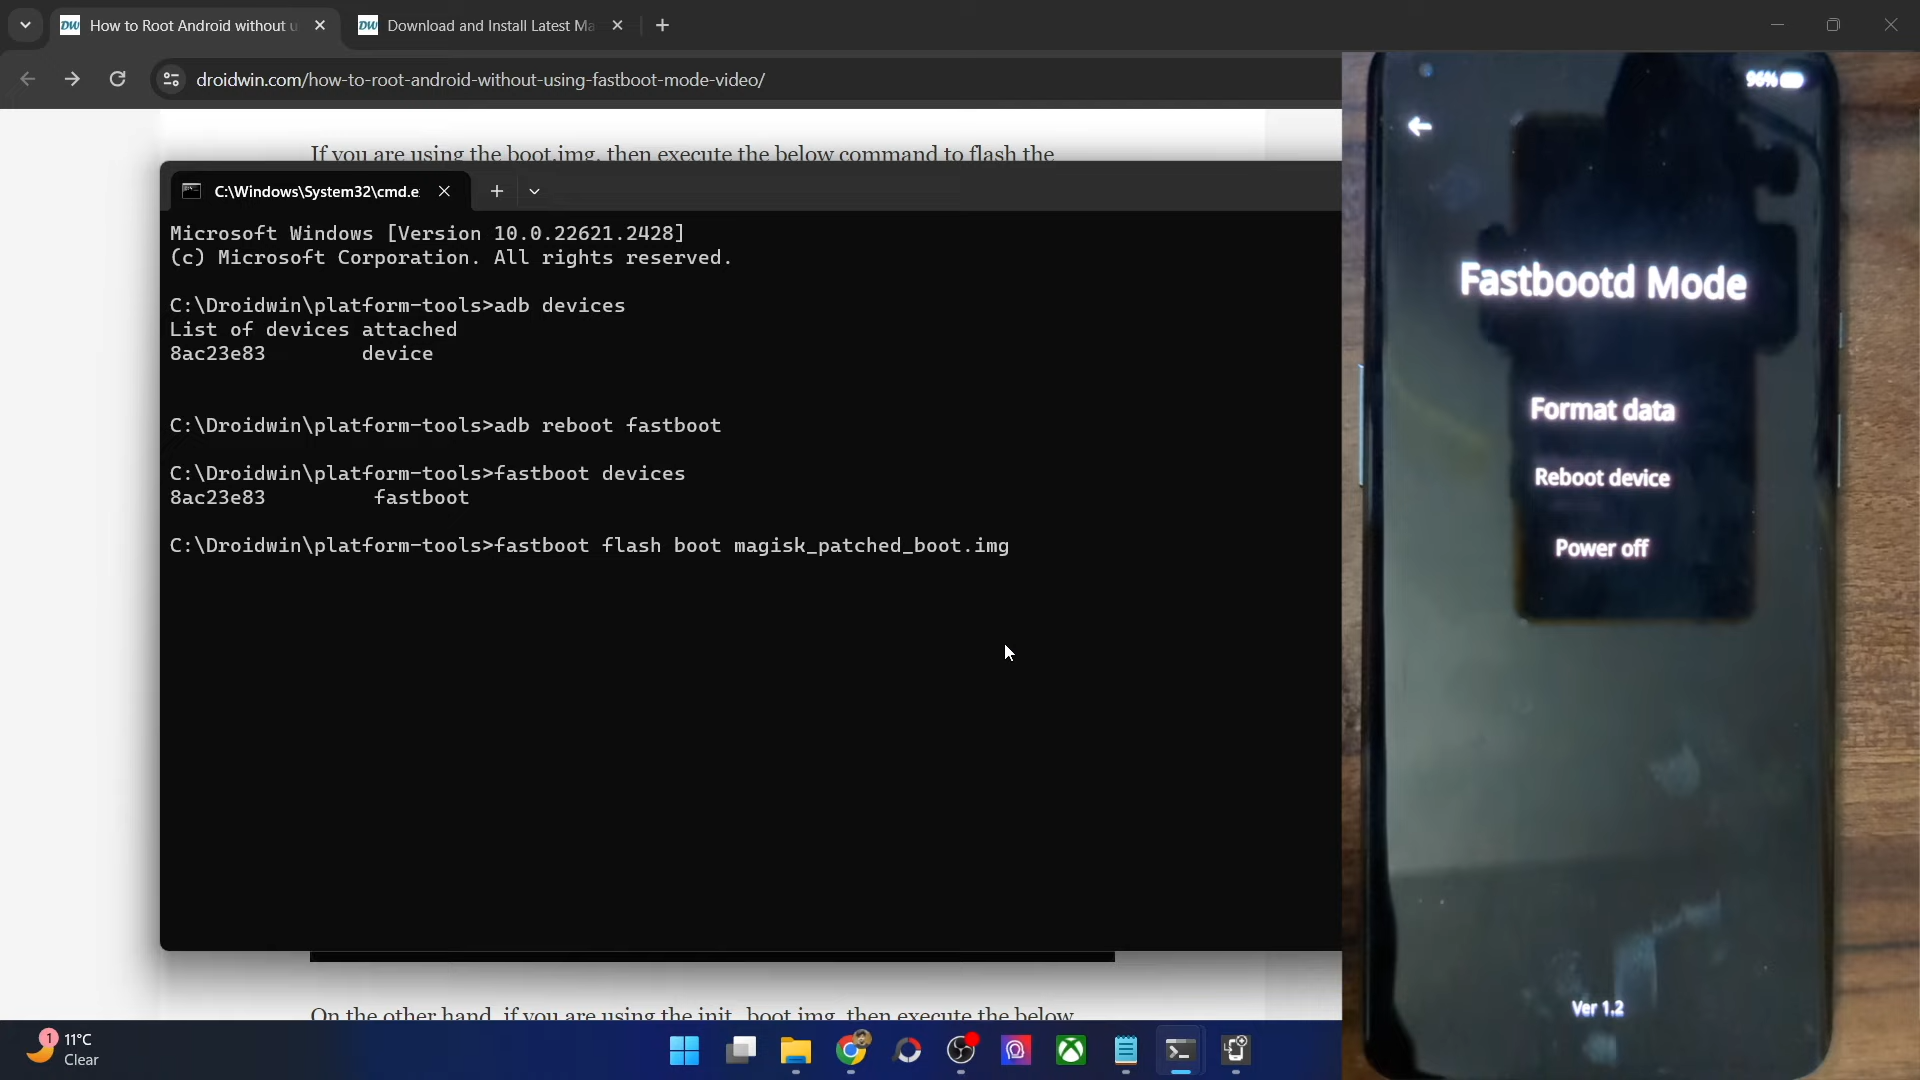 How to Root Android without u
Download and Install Latest Ma
droidwin.com/how-to-root-android-without-using-fastboot-mode-video/
If you are using the boot.img, then execute the below command to flash the
C:\Windows\System32\cmd.e
Microsoft Windows [Version 10.0.22621.2428]
(c) Microsoft Corporation. All rights reserved.
C:\Droidwin\platform-tools>adb devices
List of devices attached
8ac23e83 device
C:\Droidwin\platform-tools>adb reboot fastboot
C:\Droidwin\platform-tools>fastboot devices
8ac23e83 fastboot
C:\Droidwin\platform-tools>fastboot flash boot magisk_patched_boot.img
On the other hand, if you are using the init_boot.img, then execute the below
1
11°C
Clear
96%
Fastbootd Mode
Format data
Reboot device
Power off
Ver 1.2